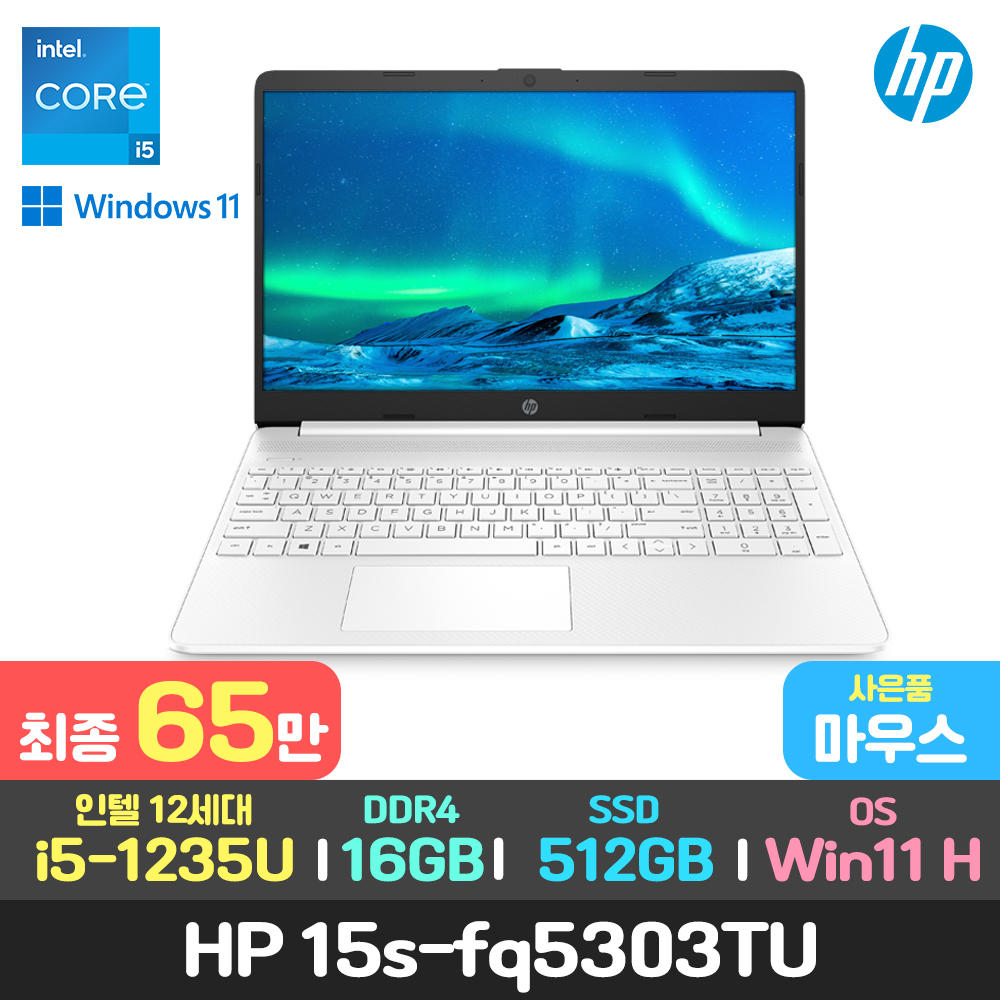 intel.
CORE
i5
Windows 11
hp
hp
최종 65만
사은품
마우스
인텔 12세대
i5-1235U
DDR4
16GB
SSD
512GB
OS
Win11 H
HP 15s-fq5303TU